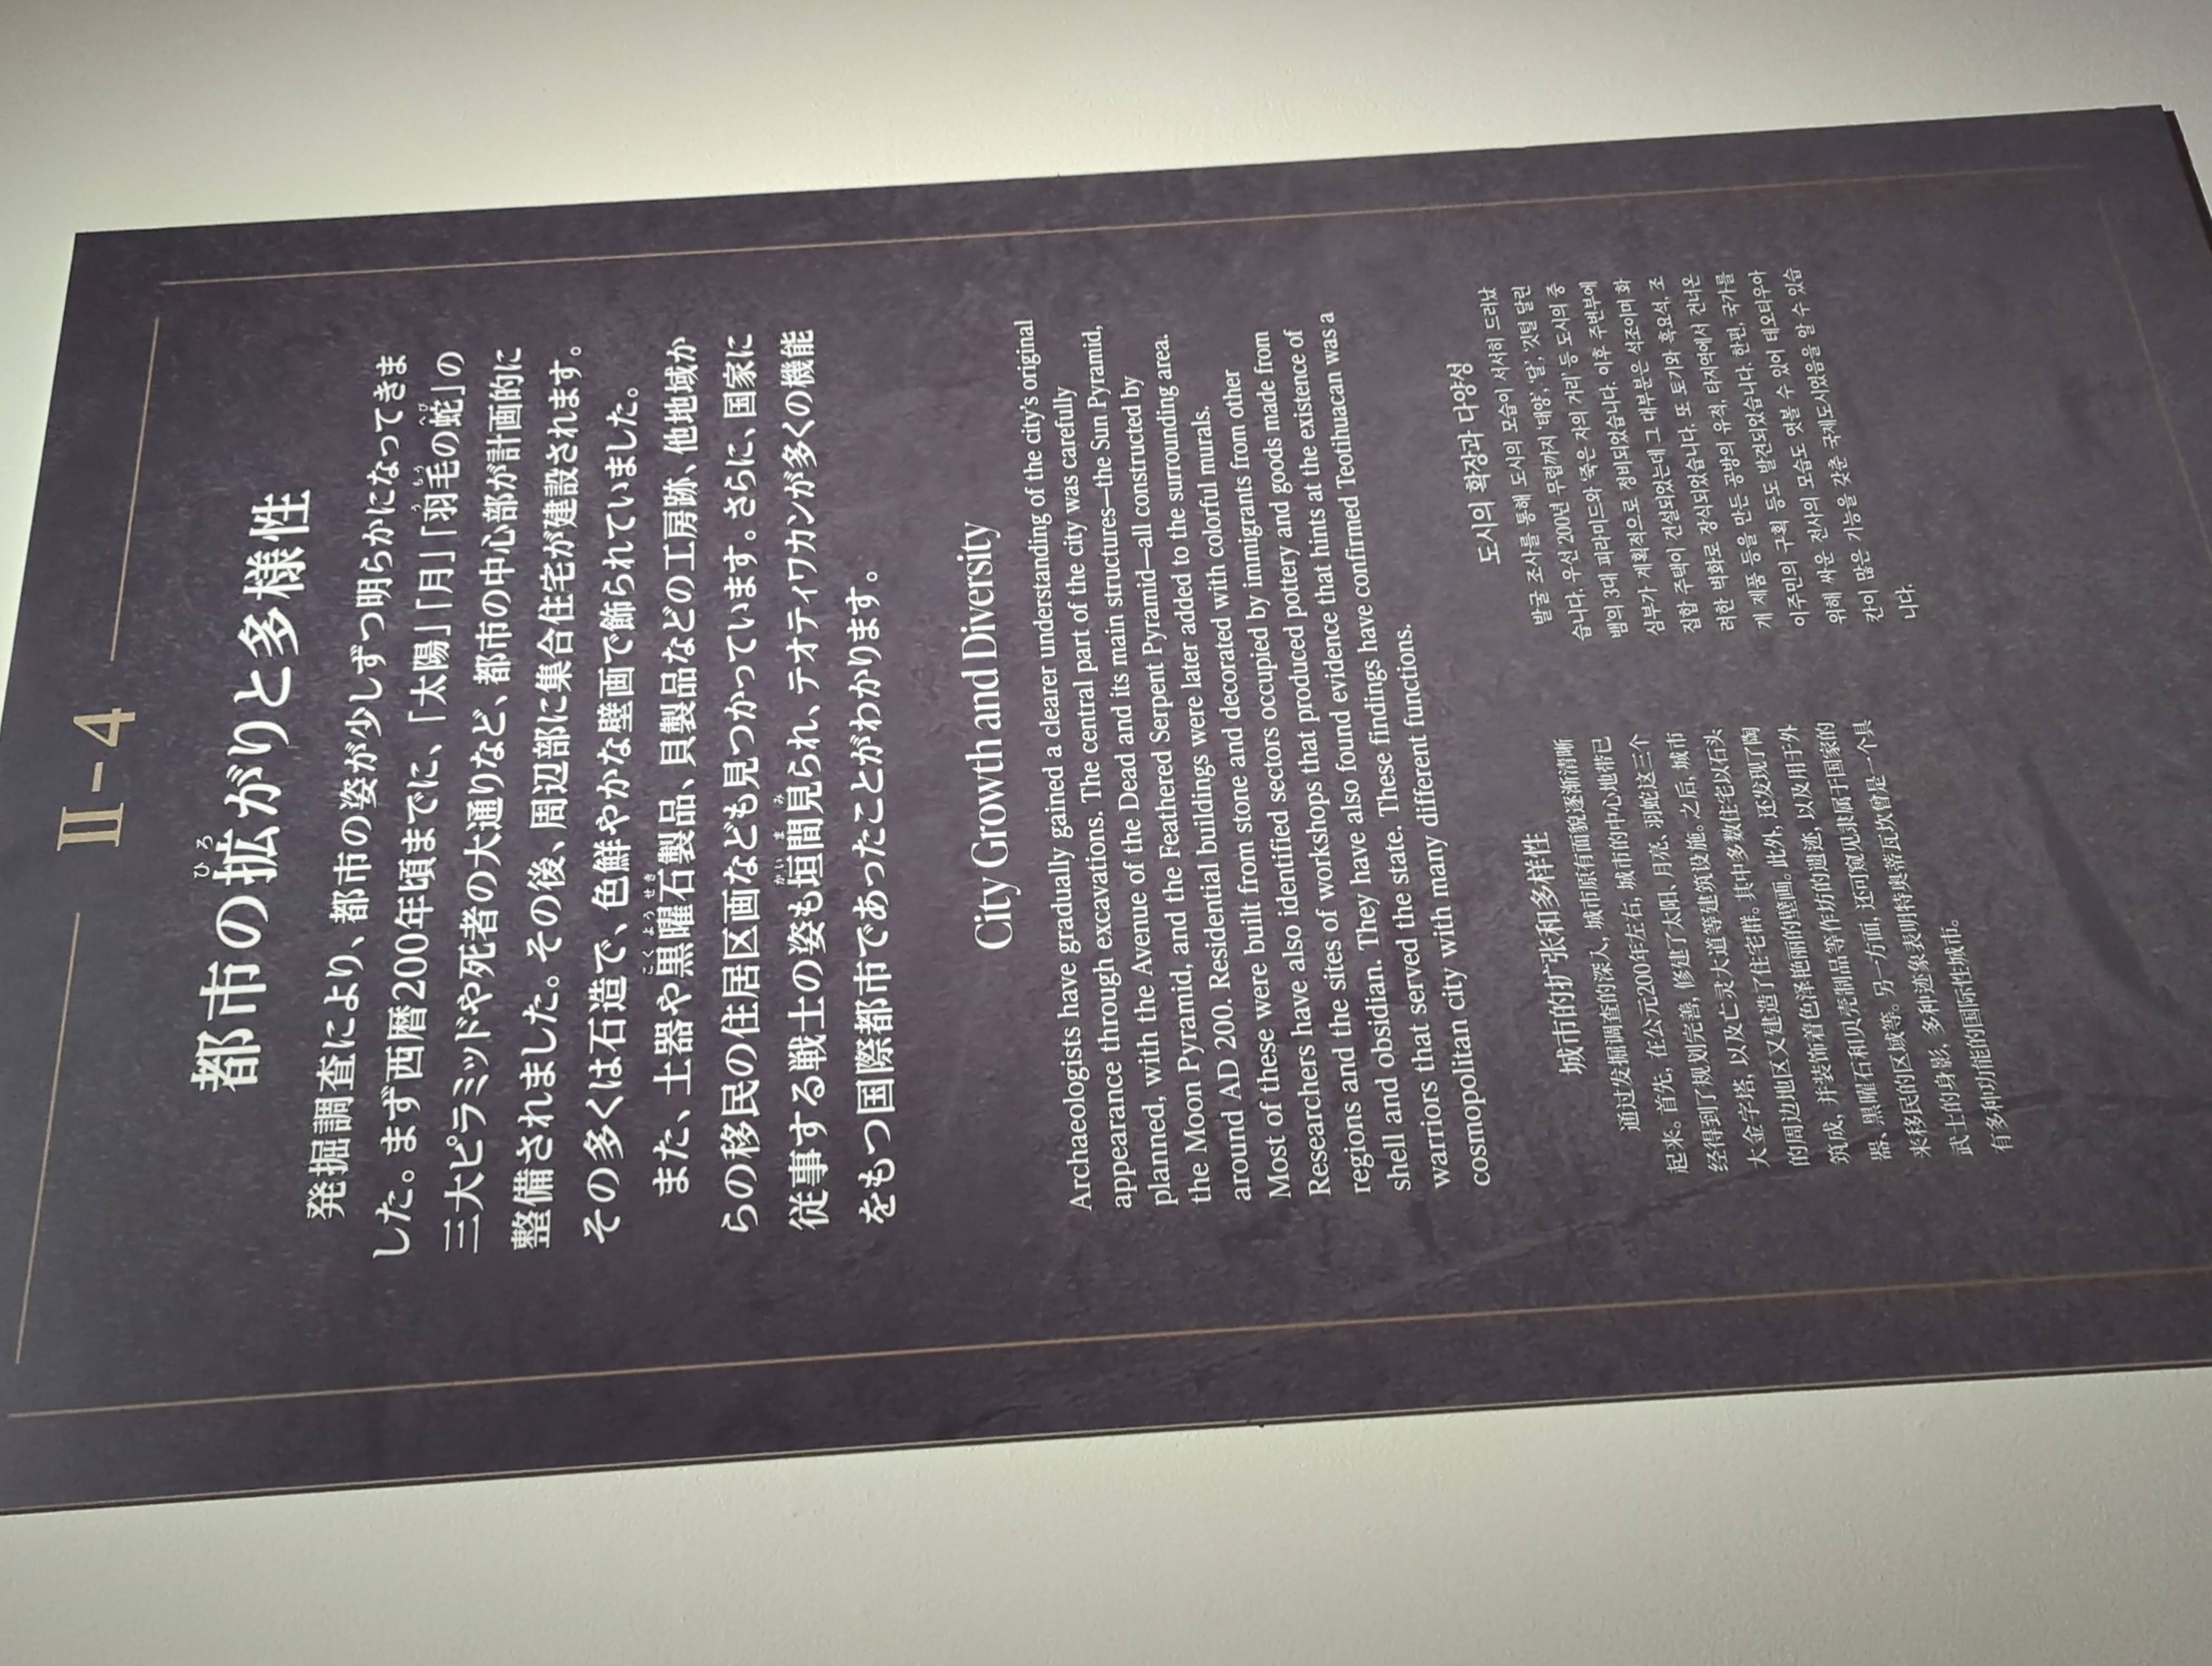 II-4
都市の拡がりと多様性
発掘調査により、都市の姿が少しずつ明らかになってきま
した。まず西暦200年頃までに、「太陽」「月」「羽毛の蛇」の
三大ピラミッドや死者の大通りなど、都市の中心部が計画的に
整備されました。その後、周辺部に集合住宅が建設されます。
その多くは石造で、色鮮やかな壁画で飾られていました。
また、土器や黒曜石製品、貝製品などの工房跡、他地域か
らの移民の住居区画なども見つかっています。さらに、国家に
従事する戦士の姿も垣間見られ、テオティワカンが多くの機能
をもつ国際都市であったことがわかります。
City Growth and Diversity
Archaeologists have gradually gained a clearer understanding of the city's original
appearance through excavations. The central part of the city was carefully
planned, with the Avenue of the Dead and its main structures—the Sun Pyramid,
the Moon Pyramid, and the Feathered Serpent Pyramid—all constructed by
around AD 200. Residential buildings were later added to the surrounding area.
Most of these were built from stone and decorated with colorful murals.
Researchers have also identified sectors occupied by immigrants from other
regions and the sites of workshops that produced pottery and goods made from
shell and obsidian. They have also found evidence that hints at the existence of
warriors that served the state. These findings have confirmed Teotihuacan was a
cosmopolitan city with many different functions.
城市的扩张和多样性
通过发掘调查的深入, 城市原有面貌逐渐清晰
起来。首先, 在公元200年左右, 城市的中心地带已
经得到了规划完善, 修建了太阳、月亮、羽蛇这三个
大金字塔, 以及亡灵大道等建筑设施。之后, 城市
的周边地区又建造了住宅群。其中多数住宅以石头
筑成, 并装饰着色泽艳丽的壁画。此外, 还发现了陶
器、黑曜石和贝壳制品等作坊的遗迹, 以及用于外
来移民的区域等。另一方面, 还可窥见隶属于国家的
武士的身影, 多种迹象表明特奥蒂瓦坎曾是一个具
有多种功能的国际性城市。
도시의 확장과 다양성
발굴 조사를 통해 도시의 모습이 서서히 드러났
습니다. 우선 200년 무렵까지 '태양', '달', '깃털 달린
뱀'의 3대 피라미드와 '죽은 자의 거리' 등 도시의 중
심부가 계획적으로 정비되었습니다. 이후 주변부에
집합 주택이 건설되었는데 그 대부분은 석조이며 화
려한 벽화로 장식되었습니다. 또 토기와 흑요석, 조
개 제품 등을 만든 공방의 유적, 타지역에서 건너온
이주민의 구획 등도 발견되었습니다. 한편, 국가를
위해 싸운 전사의 모습도 엿볼 수 있어 테오티우아
칸이 많은 기능을 갖춘 국제도시였음을 알 수 있습
니다.